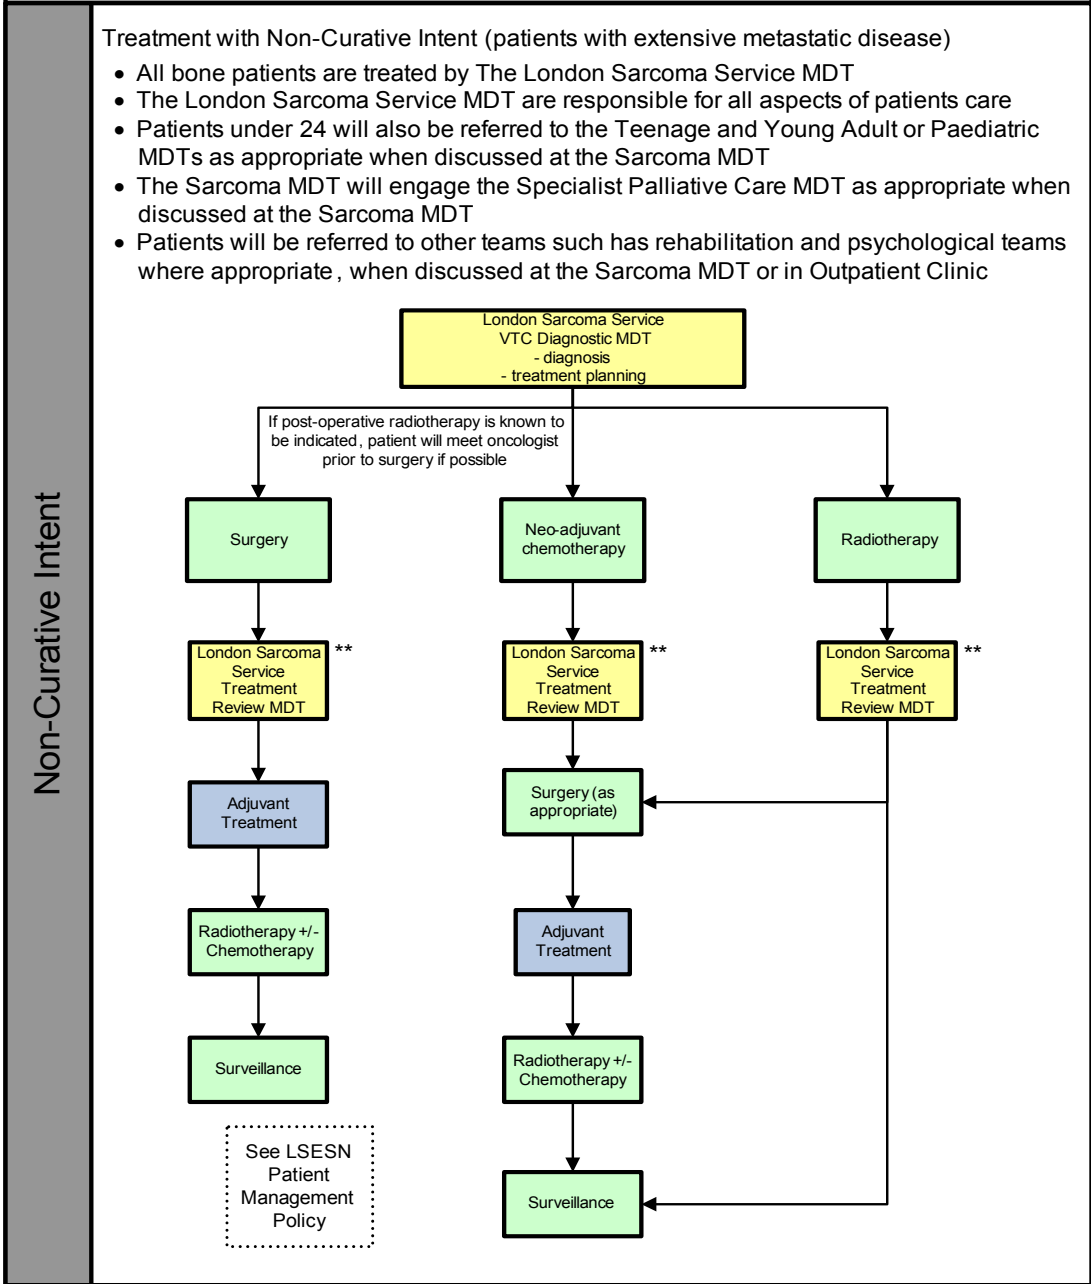 Treatment with Non-Curative Intent (patients with extensive metastatic disease)
• All bone patients are treated by The London Sarcoma Service MDT
• The London Sarcoma Service MDT are responsible for all aspects of patients care
• Patients under 24 will also be referred to the Teenage and Young Adult or Paediatric
MDTs as appropriate when discussed at the Sarcoma MDT
• The Sarcoma MDT will engage the Specialist Palliative Care MDT as appropriate when
discussed at the Sarcoma MDT
• Patients will be referred to other teams such has rehabilitation and psychological teams
where appropriate, when discussed at the Sarcoma MDT or in Outpatient Clinic
Non-Curative Intent
London Sarcoma Service
VTC Diagnostic MDT
- diagnosis
- treatment planning
If post-operative radiotherapy is known to
be indicated, patient will meet oncologist
prior to surgery if possible
Surgery
Neo-adjuvant
chemotherapy
Radiotherapy
London Sarcoma
Service
Treatment
Review MDT
**
London Sarcoma
Service
Treatment
Review MDT
**
London Sarcoma
Service
Treatment
Review MDT
**
Adjuvant
Treatment
Surgery (as
appropriate)
Radiotherapy +/-
Chemotherapy
Adjuvant
Treatment
Surveillance
Radiotherapy +/-
Chemotherapy
See LSESN
Patient
Management
Policy
Surveillance